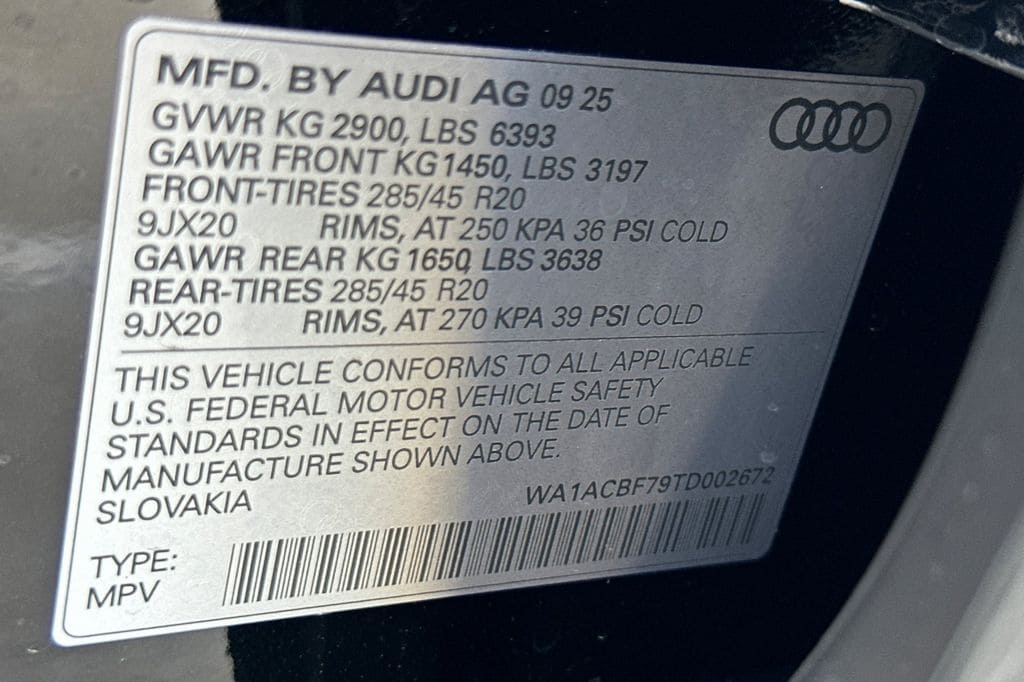 MFD. BY AUDI AG 09 25
GVWR KG 2900, LBS 6393
GAWR FRONT KG 1450, LBS 3197
FRONT-TIRES 285/45 R20
9JX20 RIMS, AT 250 KPA 36 PSI COLD
GAWR REAR KG 1650, LBS 3638
REAR-TIRES 285/45 R20
9JX20 RIMS, AT 270 KPA 39 PSI COLD
THIS VEHICLE CONFORMS TO ALL APPLICABLE
U.S. FEDERAL MOTOR VEHICLE SAFETY
STANDARDS IN EFFECT ON THE DATE OF
MANUFACTURE SHOWN ABOVE.
SLOVAKIA
WA1ACBF79TD002672
TYPE:
MPV